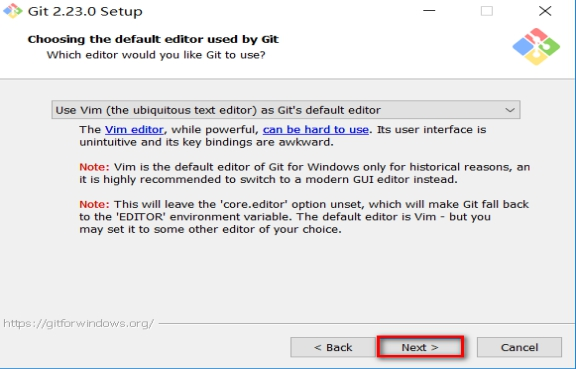 Git 2.23.0 Setup
Choosing the default editor used by Git
Which editor would you like Git to use?
Use Vim (the ubiquitous text editor) as Git's default editor
The Vim editor, while powerful, can be hard to use. Its user interface is
unintuitive and its key bindings are awkward.
Note: Vim is the default editor of Git for Windows only for historical reasons, an
it is highly recommended to switch to a modern GUI editor instead.
Note: This will leave the 'core.editor' option unset, which will make Git fall back
to the 'EDITOR' environment variable. The default editor is Vim - but you
may set it to some other editor of your choice.
https://gitforwindows.org/
< Back
Next >
Cancel